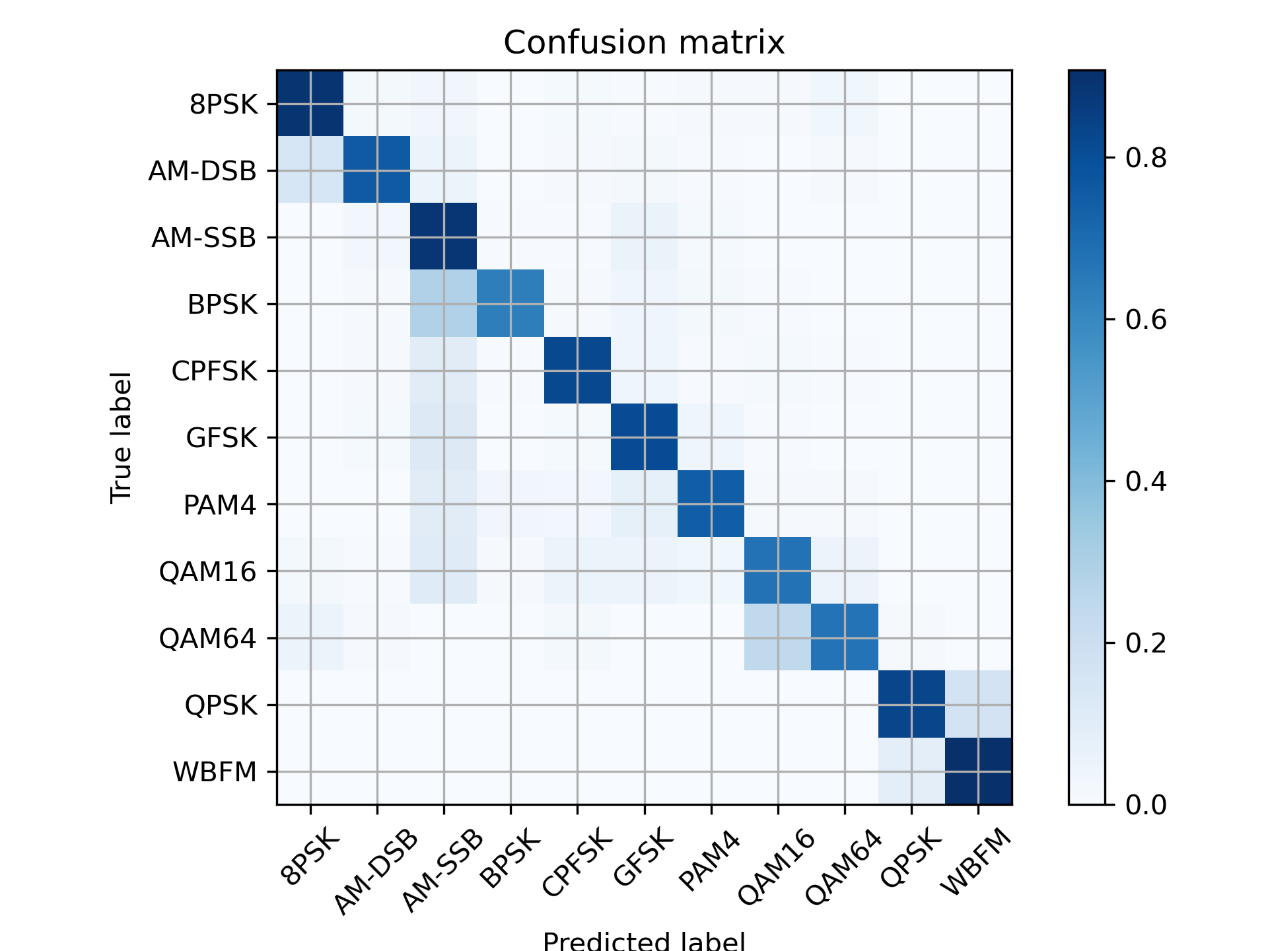 Confusion matrix
8PSK
AM-DSB
AM-SSB
BPSK
CPFSK
GFSK
PAM4
QAM16
QAM64
QPSK
WBFM
True label
8PSK
AM-DSB
AM-SSB
BPSK
CPFSK
GFSK
PAM4
QAM16
QAM64
QPSK
WBFM
Predicted label
0.8
0.6
0.4
0.2
0.0